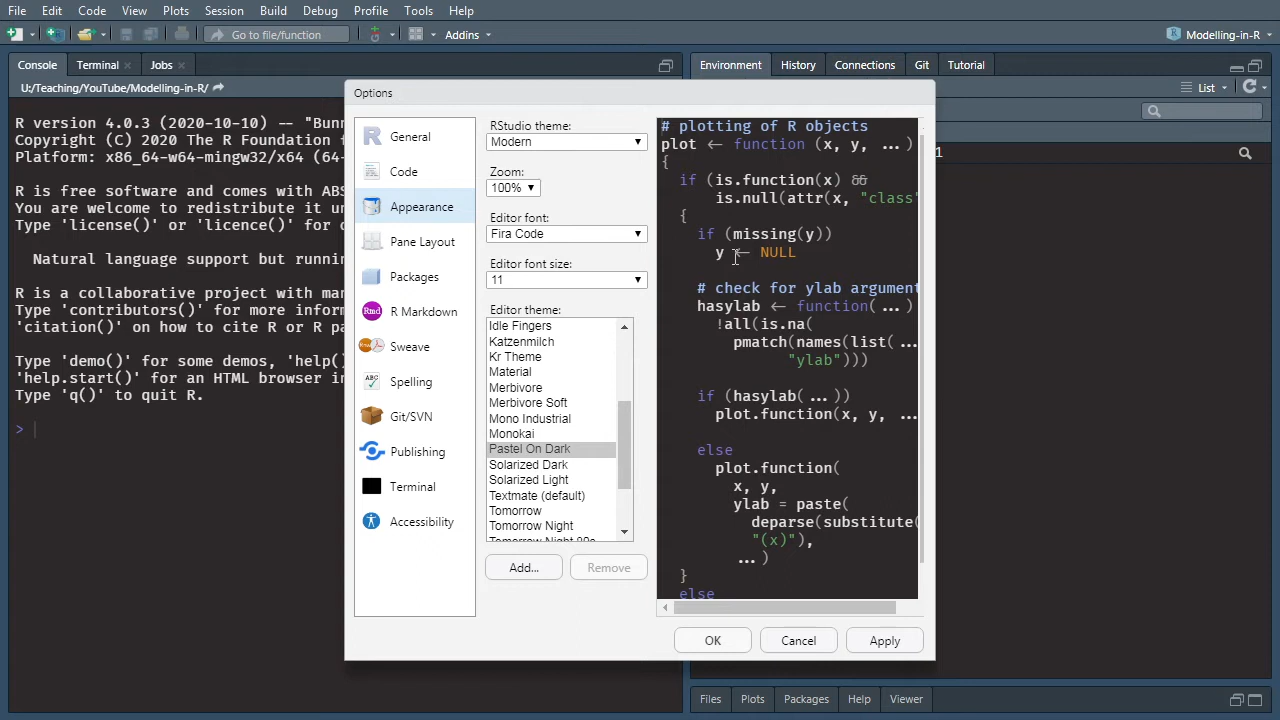 File Edit Code View Plots Session Build Debug Profile Tools Help
Go to file/function
Addins
Modelling-in-R
Console Terminal Jobs
U:/Teaching/YouTube/Modelling-in-R/
R version 4.0.3 (2020-10-10) -- "Bunn
Copyright (C) 2020 The R Foundation f
Platform: x86_64-w64-mingw32/x64 (64-
R is free software and comes with ABS
You are welcome to redistribute it un
Type 'license()' or 'licence()' for d
Natural language support but runnin
R is a collaborative project with man
Type 'contributors()' for more inform
'citation()' on how to cite R or R pa
Type 'demo()' for some demos, 'help()
'help.start()' for an HTML browser in
Type 'q()' to quit R.
>
Environment History Connections Git Tutorial
List
1
Options
General
Code
Appearance
Pane Layout
Packages
R Markdown
Rmd
Sweave
Spelling
ABC
Git/SVN
Publishing
Terminal
Accessibility
RStudio theme:
Modern
Zoom:
100%
Editor font:
Fira Code
Editor font size:
11
Editor theme:
Idle Fingers
Katzenmilch
Kr Theme
Material
Merbivore
Merbivore Soft
Mono Industrial
Monokai
Pastel On Dark
Solarized Dark
Solarized Light
Textmate (default)
Tomorrow
Tomorrow Night
Tomorrow Night 80s
Add... Remove
# plotting of R objects
plot <- function (x, y, ...)
{
if (is.function(x) &&
is.null(attr(x, "class"
{
if (missing(y))
y <- NULL
# check for ylab argument
hasylab <- function(...)
!all(is.na(
pmatch(names(list(...
"ylab")))
if (hasylab(...))
plot.function(x, y, ...
else
plot.function(
x, y,
ylab = paste(
deparse(substitute(
"(x)"),
...)
}
else
OK Cancel Apply
Files Plots Packages Help Viewer